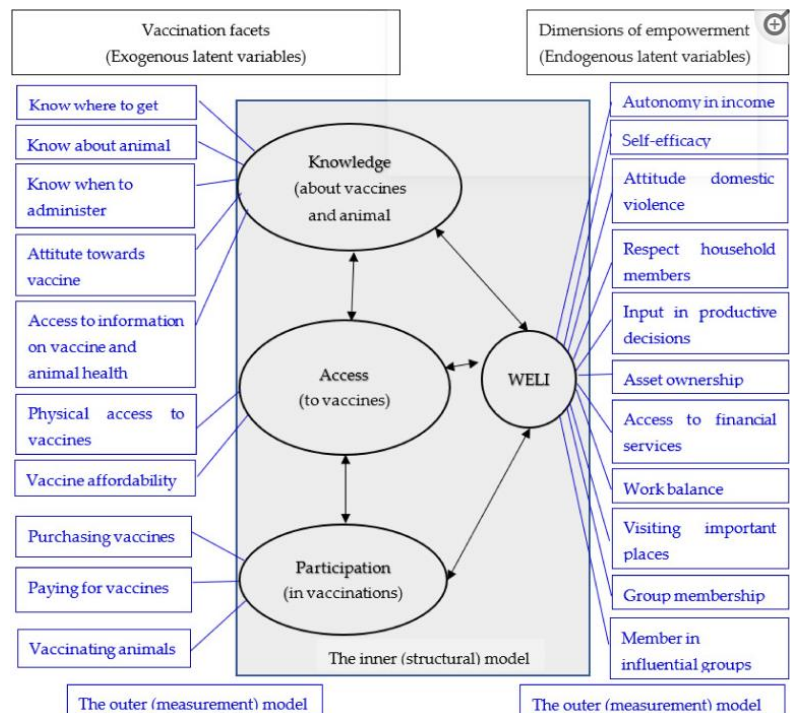 Vaccination facets
(Exogenous latent variables)
Dimensions of empowerment
(Endogenous latent variables)
Know where to get
Know about animal
Know when to
administer
Attitute towards
vaccine
Access to information
on vaccine and
animal health
Physical access to
vaccines
Vaccine affordability
Purchasing vaccines
Paying for vaccines
Vaccinating animals
The outer (measurement) model
Knowledge
(about vaccines
and animal
Access
(to vaccines)
Participation
(in vaccinations)
WELI
The inner (structural) model
Autonomy in income
Self-efficacy
Attitude domestic
violence
Respect household
members
Input in productive
decisions
Asset ownership
Access to financial
services
Work balance
Visiting important
places
Group membership
Member in
influential groups
The outer (measurement) model